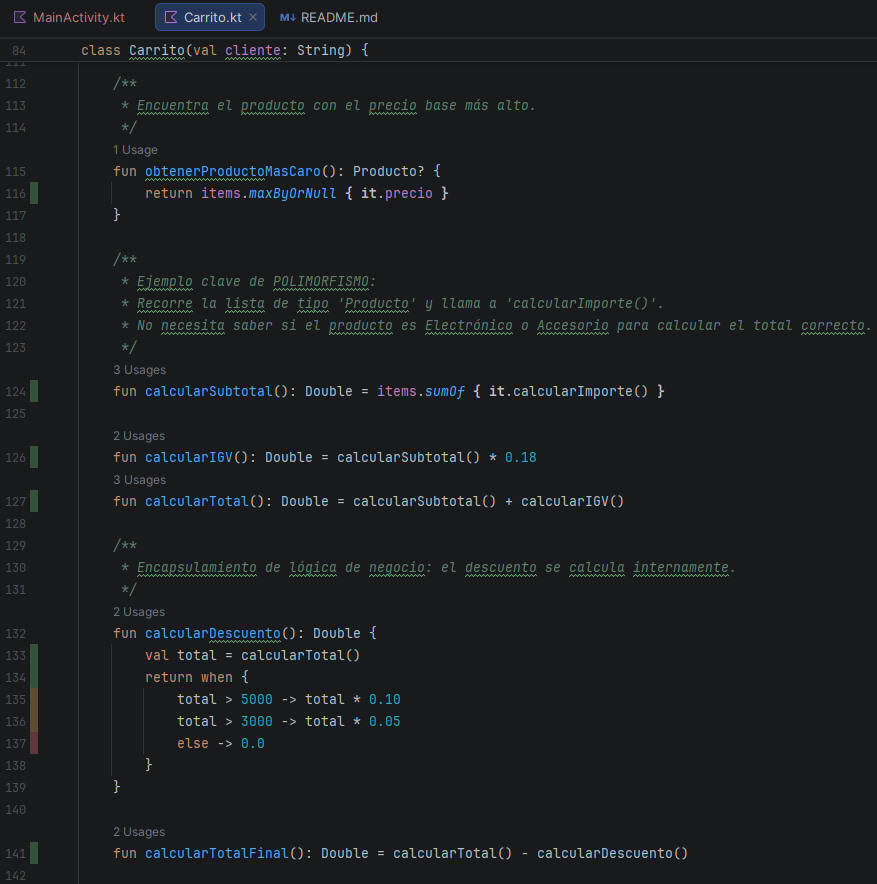 MainActivity.kt Carrito.kt × M↓ README.md
84 class Carrito(val cliente: String) {
111
112 /**
113 * Encuentra el producto con el precio base más alto.
114 */
1 Usage
115 fun obtenerProductoMasCaro(): Producto? {
116 return items.maxByOrNull { it.precio }
117 }
118
119 /**
120 * Ejemplo clave de POLIMORFISMO:
121 * Recorre la lista de tipo 'Producto' y llama a 'calcularImporte()'.
122 * No necesita saber si el producto es Electrónico o Accesorio para calcular el total correcto.
123 */
3 Usages
124 fun calcularSubtotal(): Double = items.sumOf { it.calcularImporte() }
125
2 Usages
126 fun calcularIGV(): Double = calcularSubtotal() * 0.18
3 Usages
127 fun calcularTotal(): Double = calcularSubtotal() + calcularIGV()
128
129 /**
130 * Encapsulamiento de lógica de negocio: el descuento se calcula internamente.
131 */
2 Usages
132 fun calcularDescuento(): Double {
133 val total = calcularTotal()
134 return when {
135 total > 5000 -> total * 0.10
136 total > 3000 -> total * 0.05
137 else -> 0.0
138 }
139 }
140
2 Usages
141 fun calcularTotalFinal(): Double = calcularTotal() - calcularDescuento()
142